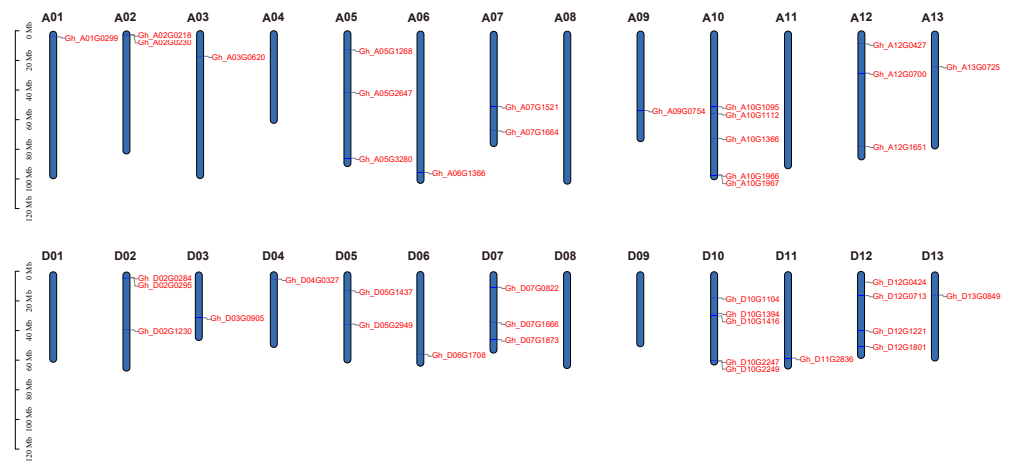 A01 A02 A03 A04 A05 A06 A07 A08 A09 A10 A11 A12 A13
0 Mb
20 Mb
40 Mb
60 Mb
80 Mb
100 Mb
120 Mb
Gh_A01G0299
Gh_A02G0218
Gh_A02G0230
Gh_A03G0620
Gh_A05G1268
Gh_A05G2647
Gh_A05G3280
Gh_A06G1366
Gh_A07G1521
Gh_A07G1664
Gh_A09G0754
Gh_A10G1095
Gh_A10G1112
Gh_A10G1366
Gh_A10G1966
Gh_A10G1967
Gh_A12G0427
Gh_A12G0700
Gh_A12G1651
Gh_A13G0725
D01 D02 D03 D04 D05 D06 D07 D08 D09 D10 D11 D12 D13
0 Mb
20 Mb
40 Mb
60 Mb
80 Mb
100 Mb
120 Mb
Gh_D02G0284
Gh_D02G0295
Gh_D02G1230
Gh_D03G0905
Gh_D04G0327
Gh_D05G1437
Gh_D05G2949
Gh_D06G1708
Gh_D07G0822
Gh_D07G1666
Gh_D07G1873
Gh_D10G1104
Gh_D10G1394
Gh_D10G1416
Gh_D10G2247
Gh_D10G2249
Gh_D11G2836
Gh_D12G0424
Gh_D12G0713
Gh_D12G1221
Gh_D12G1801
Gh_D13G0849